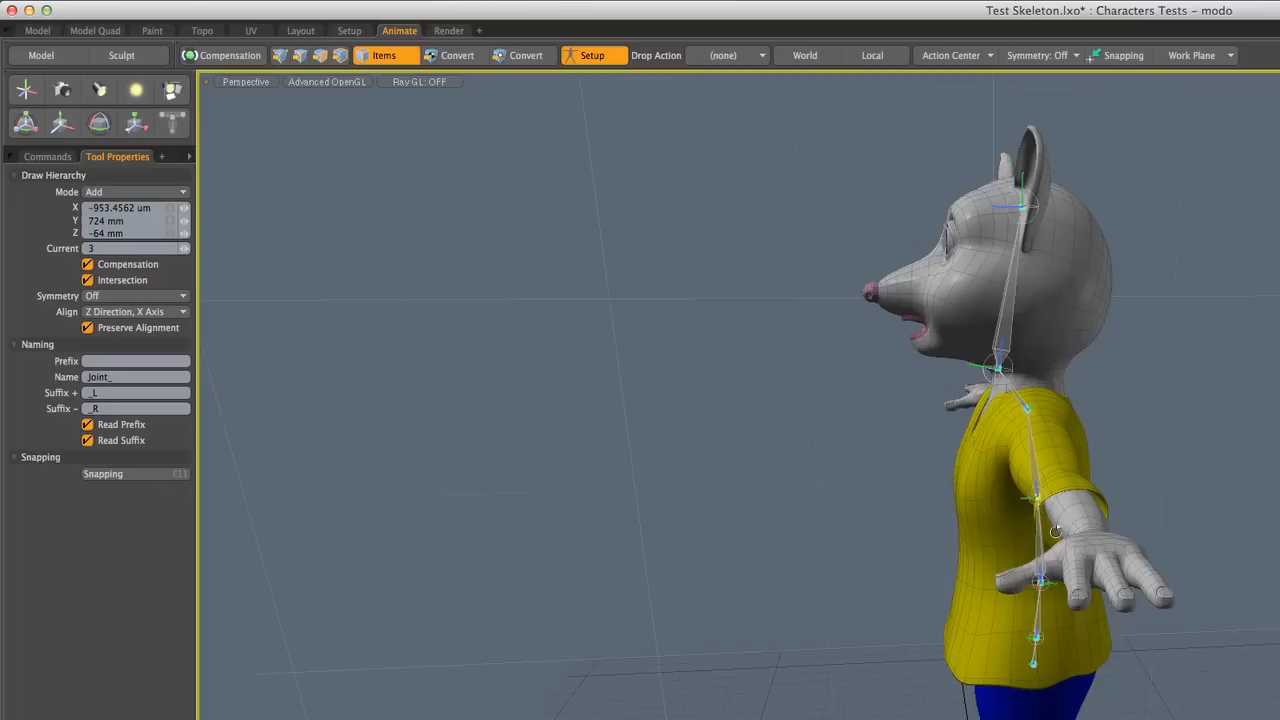 Test Skeleton.lxo* : Characters Tests - modo
Model Model Quad Paint Topo UV Layout Setup Animate Render +
Model Sculpt Compensation Items Convert Convert Setup Drop Action (none) World Local Action Center Symmetry: Off Snapping Work Plane
Perspective Advanced OpenGL Ray GL: OFF
Commands Tool Properties +
Draw Hierarchy
Mode Add
X -953.4562 um
Y 724 mm
Z -64 mm
Current 3
Compensation
Intersection
Symmetry Off
Align Z Direction, X Axis
Preserve Alignment
Naming
Prefix
Name Joint_
Suffix + _L
Suffix - _R
Read Prefix
Read Suffix
Snapping
Snapping F11